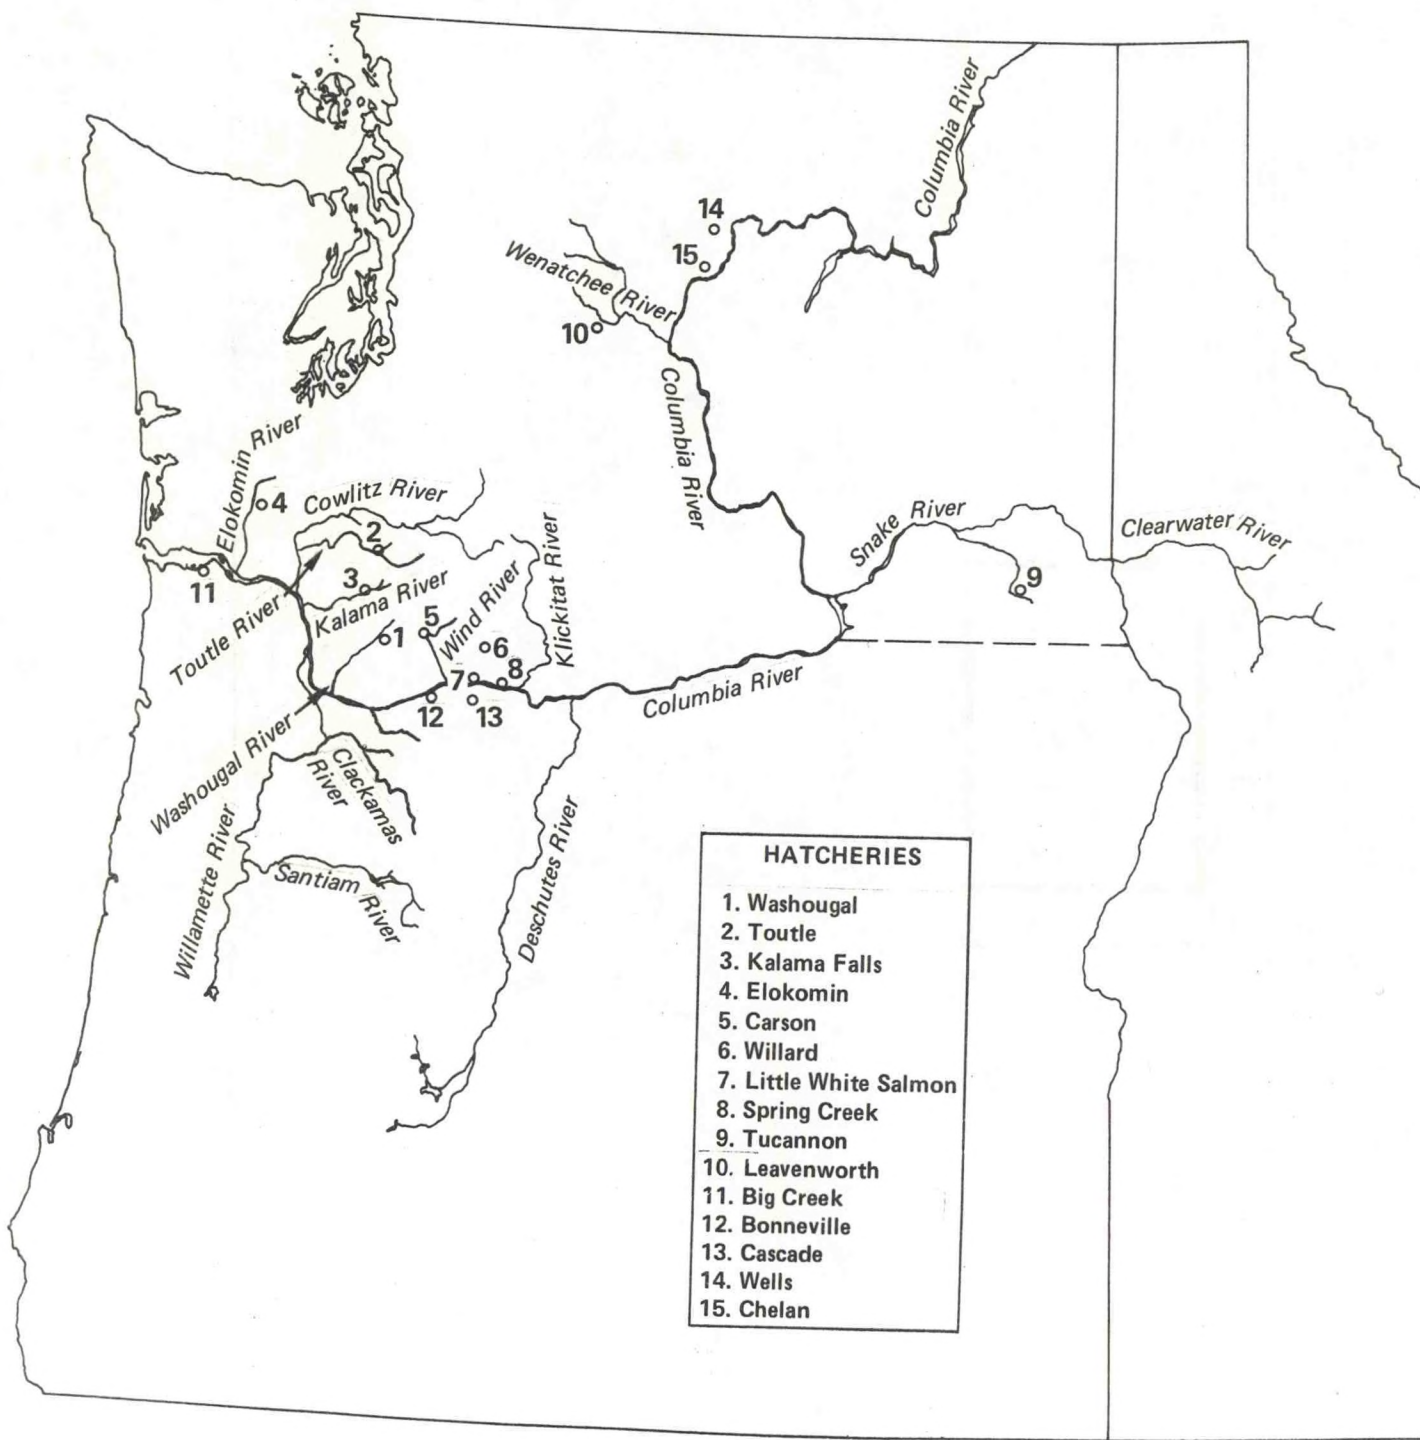 Columbia River
14
15
Wenatchee River
10
Columbia River
Elokomin River
4
Cowlitz River
2
Snake River
Clearwater River
9
11
3
Kalama River
Toutle River
5
Wind River
Klickitat River
1
6
7
8
12
13
Columbia River
Washougal River
Clackamas
River
Willamette River
Santiam River
Deschutes River
HATCHERIES
1. Washougal
2. Toutle
3. Kalama Falls
4. Elokomin
5. Carson
6. Willard
7. Little White Salmon
8. Spring Creek
9. Tucannon
10. Leavenworth
11. Big Creek
12. Bonneville
13. Cascade
14. Wells
15. Chelan